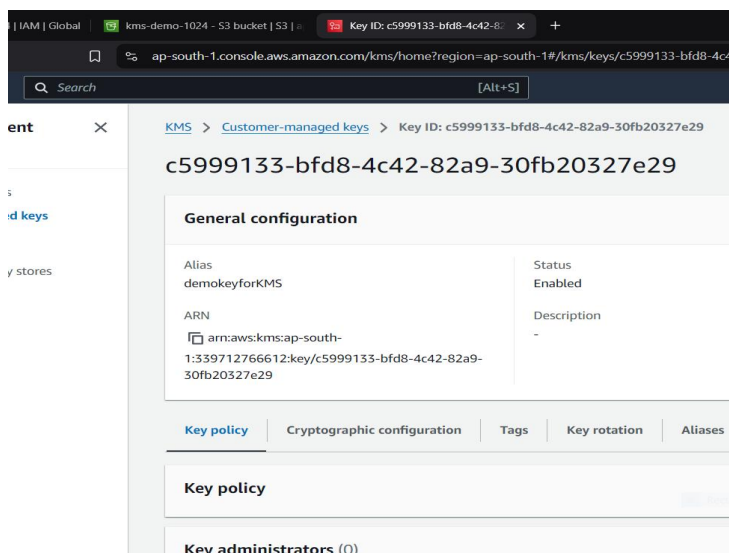 | IAM | Global
kms-demo-1024 - S3 bucket | S3 | a
Key ID: c5999133-bfd8-4c42-82
ap-south-1.console.aws.amazon.com/kms/home?region=ap-south-1#/kms/keys/c5999133-bfd8-4c4
Search [Alt+S]
ent
KMS > Customer-managed keys > Key ID: c5999133-bfd8-4c42-82a9-30fb20327e29
c5999133-bfd8-4c42-82a9-30fb20327e29
s
ed keys
y stores
General configuration
Alias
demokeyforKMS
Status
Enabled
ARN
arn:aws:kms:ap-south-
1:339712766612:key/c5999133-bfd8-4c42-82a9-
30fb20327e29
Description
-
Key policy
Cryptographic configuration
Tags
Key rotation
Aliases
Key policy
Key administrators (0)